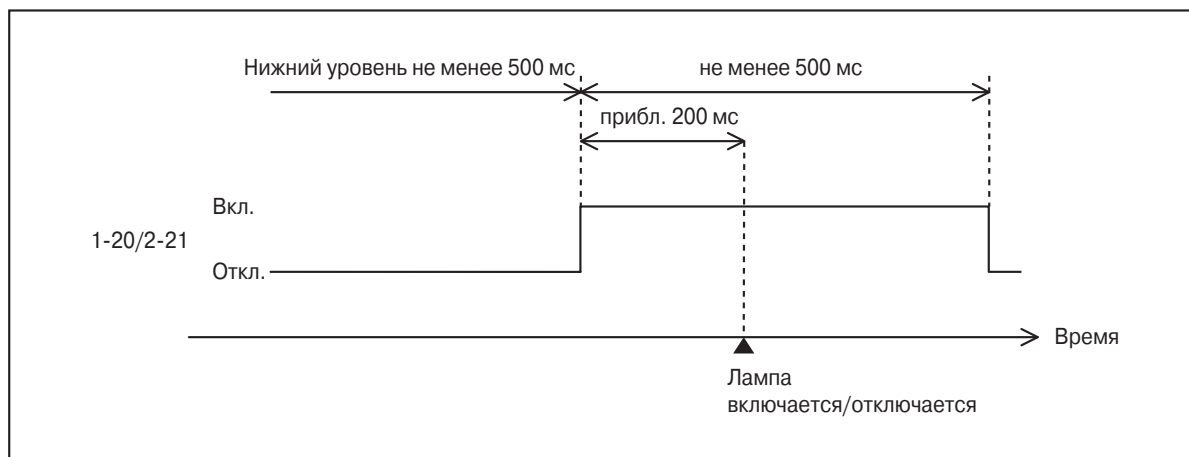 Нижний уровень не менее 500 мс
не менее 500 мс
прибл. 200 мс
Вкл.
1-20/2-21
Откл.
Время
Лампа
включается/отключается